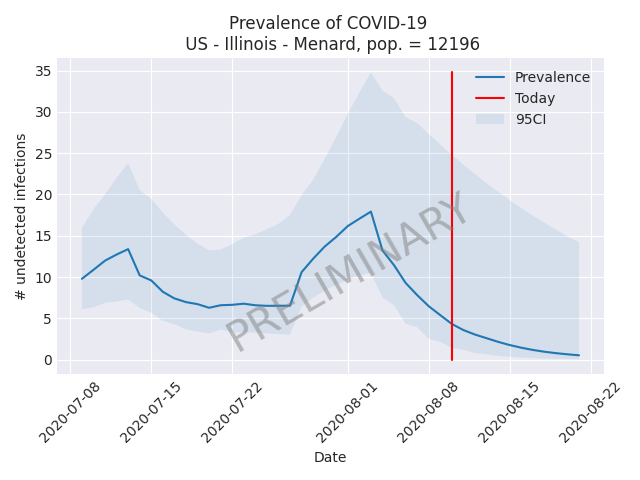 Prevalence of COVID-19
US - Illinois - Menard, pop. = 12196
35
30
25
20
15
10
5
0
# undetected infections
Prevalence
Today
95CI
PRELIMINARY
2020-07-08
2020-07-15
2020-07-22
2020-08-01
2020-08-08
2020-08-15
2020-08-22
Date